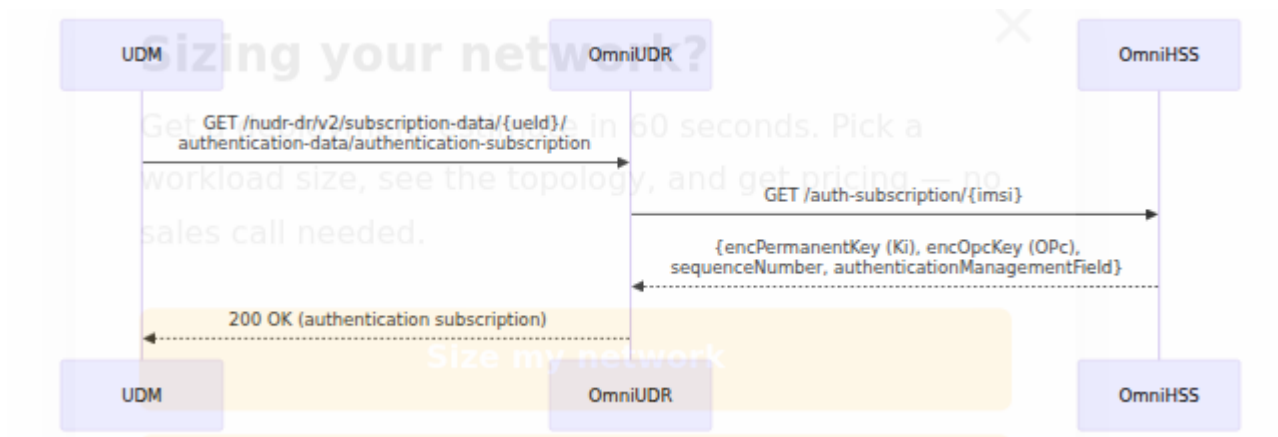 Sizing your network?
UDM
OmniUDR
OmniHSS
GET /nudr-dr/v2/subscription-data/{ueId}/
authentication-data/authentication-subscription
in 60 seconds. Pick a
workload size, see the topology, and get pricing — no
GET /auth-subscription/{imsi}
sales call needed.
{encPermanentKey (Ki), encOpcKey (OPc),
sequenceNumber, authenticationManagementField}
200 OK (authentication subscription)
Size my network
UDM
OmniUDR
OmniHSS